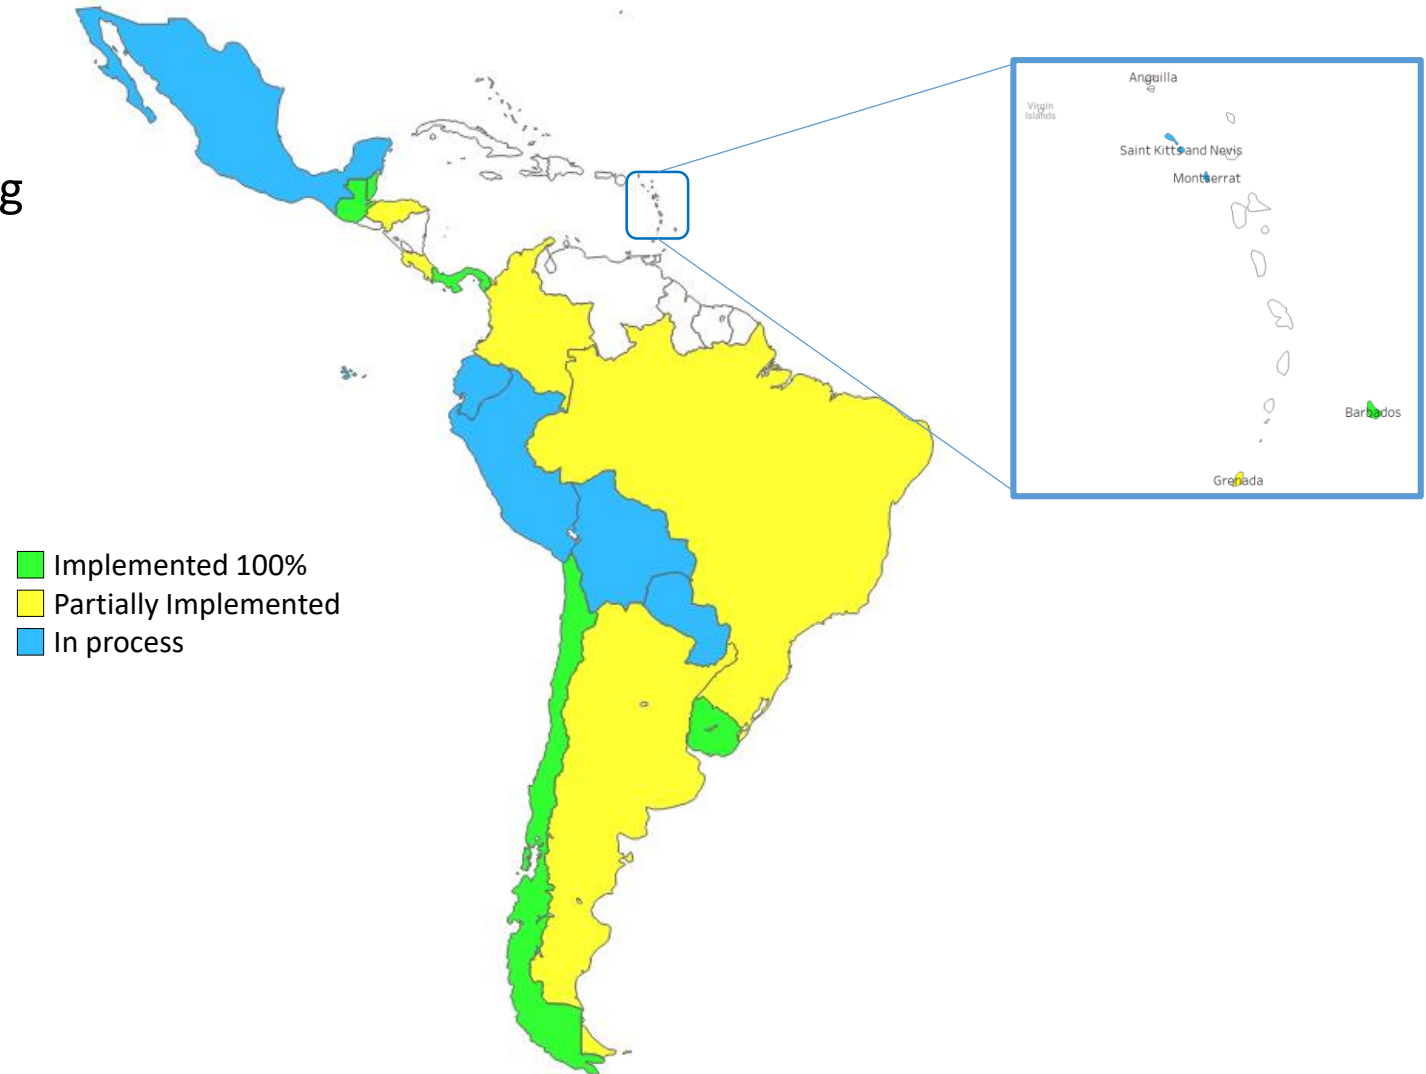 g
Anguilla
Virgin
Islands
Saint Kitts and Nevis
Montserrat
Barbados
Grenada
Implemented 100%
Partially Implemented
In process